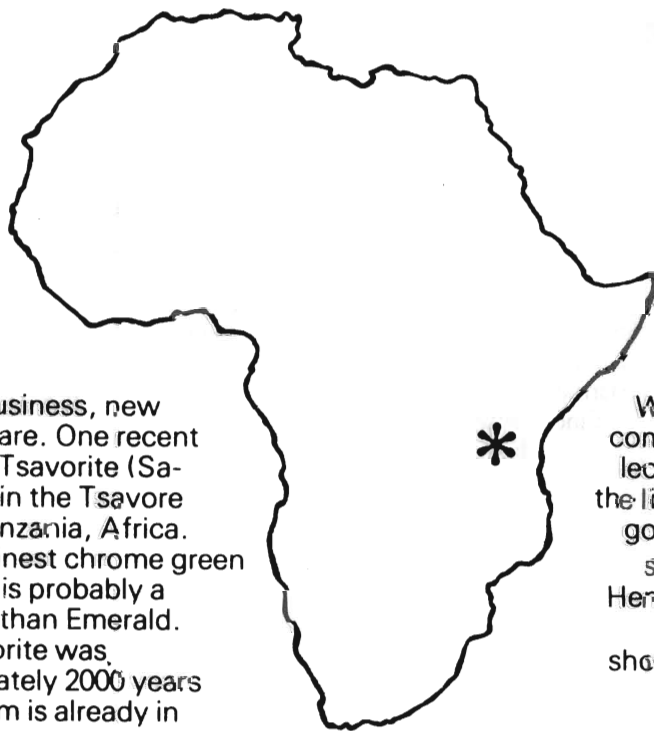 usiness, new
are. One recent
Tsavorite (Sa-
in the Tsavore
nzania, Africa.
nest chrome green
is probably a
than Emerald.
orite was
ately 2000 years
m is already in
W
con
lec
the li
go
s
Her
sho